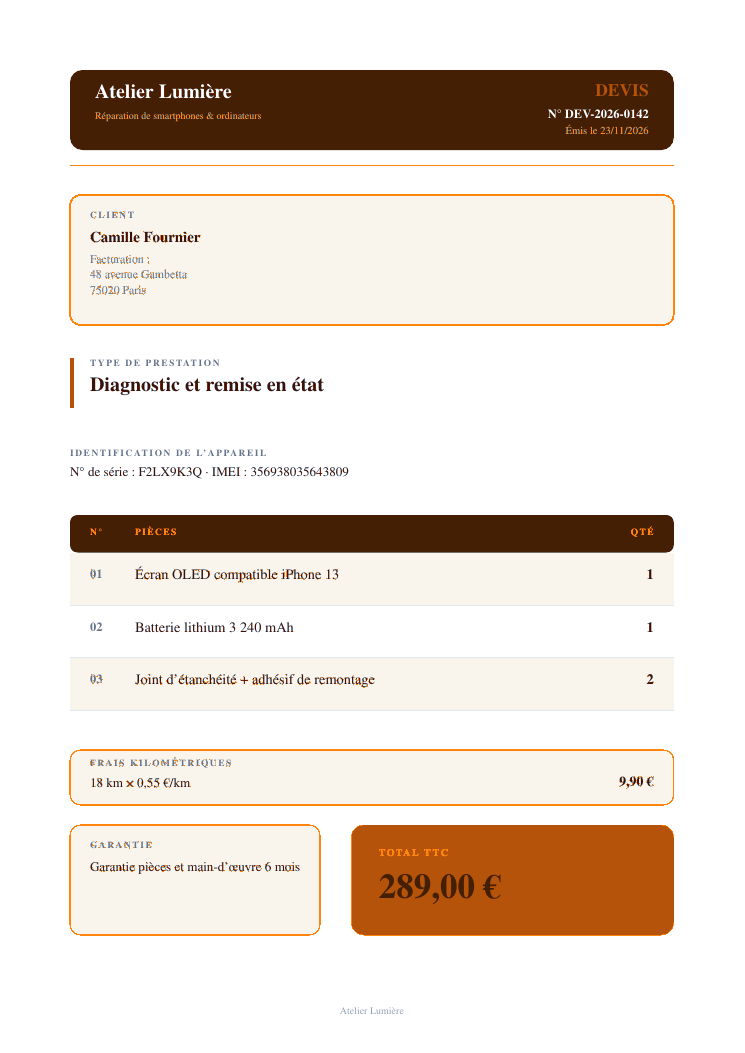 Atelier Lumière
Réparation de smartphones & ordinateurs
DEVIS
N° DEV-2026-0142
Émis le 23/11/2026
CLIENT
Camille Fournier
Facturation :
48 avenue Gambetta
75020 Paris
TYPE DE PRESTATION
Diagnostic et remise en état
IDENTIFICATION DE L'APPAREIL
N° de série : F2LX9K3Q · IMEI : 356938035643809
N° PIÈCES QTÉ
01 Écran OLED compatible iPhone 13 1
02 Batterie lithium 3 240 mAh 1
03 Joint d'étanchéité + adhésif de remontage 2
FRAIS KILOMÉTRIQUES
18 km × 0,55 €/km 9,90 €
GARANTIE
Garantie pièces et main-d'œuvre 6 mois
TOTAL TTC
289,00 €
Atelier Lumière